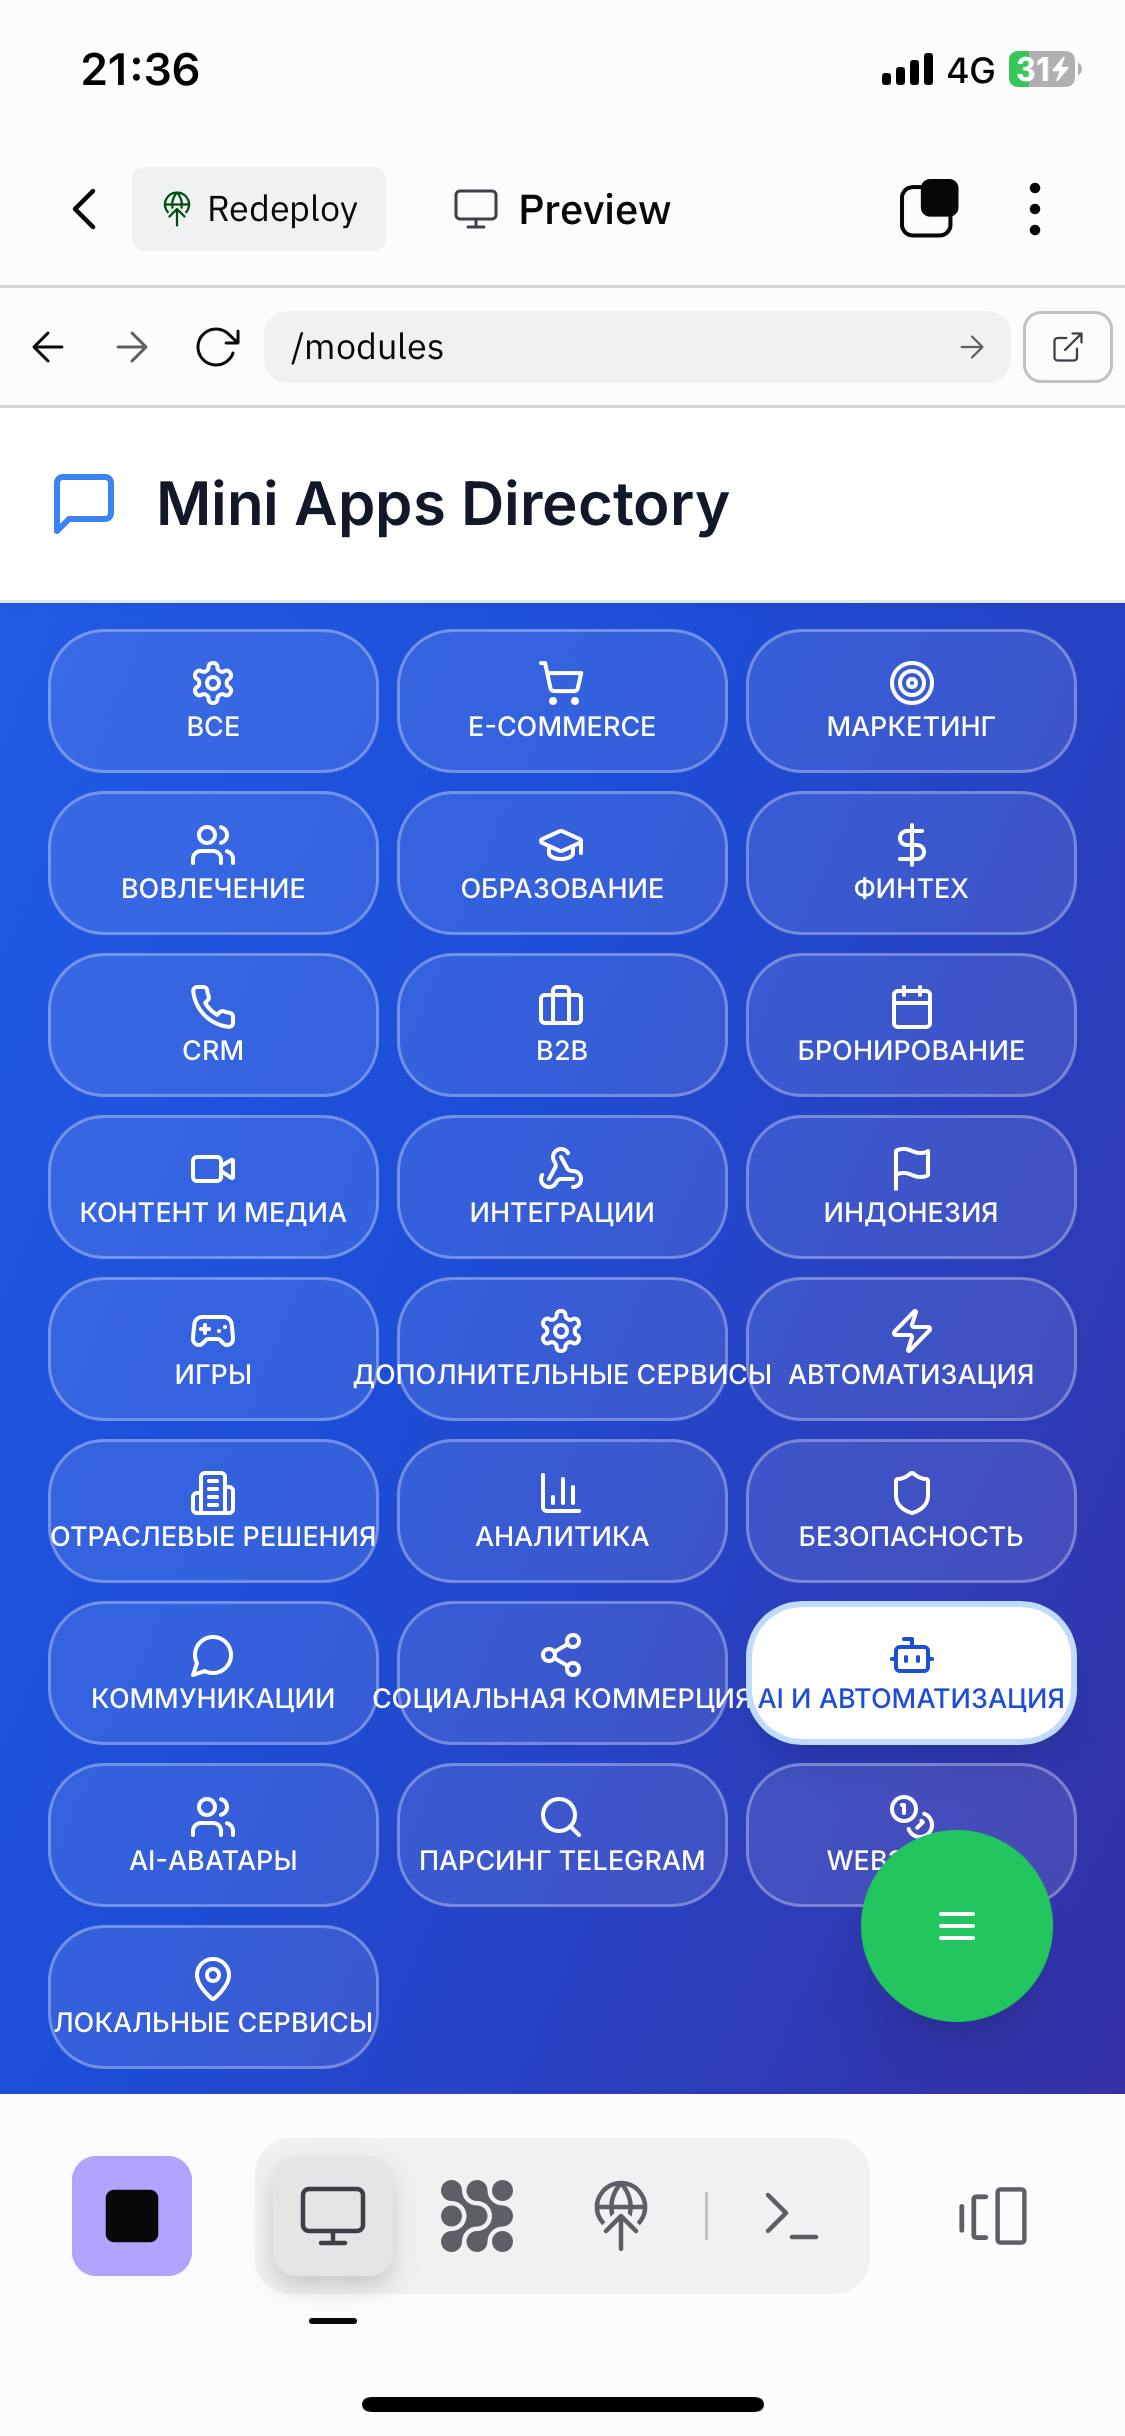 21:36
4G
31
Redeploy
Preview
/modules
Mini Apps Directory
ВСЕ
E-COMMERCE
МАРКЕТИНГ
ВОВЛЕЧЕНИЕ
ОБРАЗОВАНИЕ
ФИНТЕХ
CRM
B2B
БРОНИРОВАНИЕ
КОНТЕНТ И МЕДИА
ИНТЕГРАЦИИ
ИНДОНЕЗИЯ
ИГРЫ
ДОПОЛНИТЕЛЬНЫЕ СЕРВИСЫ
АВТОМАТИЗАЦИЯ
ОТРАСЛЕВЫЕ РЕШЕНИЯ
АНАЛИТИКА
БЕЗОПАСНОСТЬ
КОММУНИКАЦИИ
СОЦИАЛЬНАЯ КОММЕРЦИЯ
AI И АВТОМАТИЗАЦИЯ
AI-АВАТАРЫ
ПАРСИНГ TELEGRAM
ЛОКАЛЬНЫЕ СЕРВИСЫ